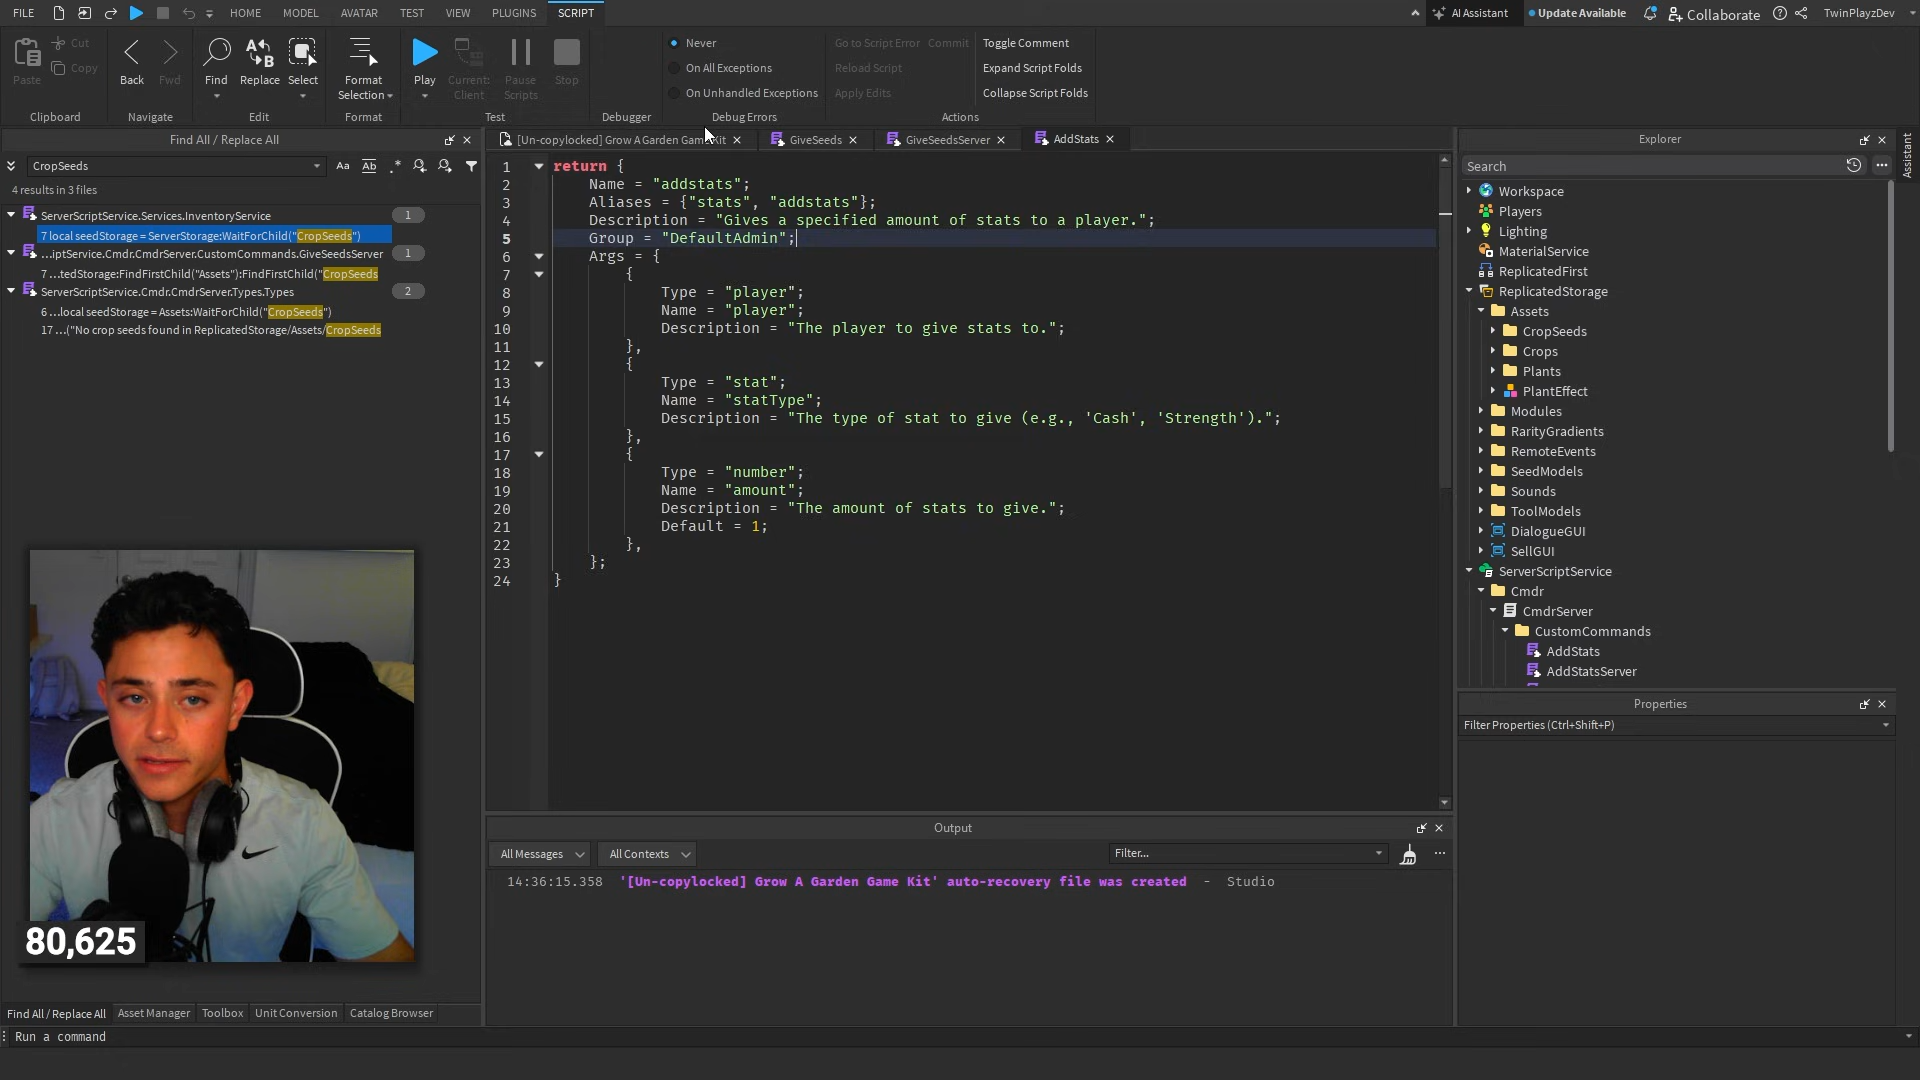 FILE HOME MODEL AVATAR TEST VIEW PLUGINS SCRIPT AI Assistant Update Available Collaborate TwinPlayzDev
Paste Cut Copy Back Fwd Find Replace Select Format Selection Play Current: Client Pause Scripts Stop
Never
On All Exceptions
On Unhandled Exceptions
Go to Script Error Commit
Reload Script
Apply Edits
Toggle Comment
Expand Script Folds
Collapse Script Folds
Clipboard Navigate Edit Format Test Debugger Debug Errors Actions
Find All / Replace All
CropSeeds
Aa Ab .*
4 results in 3 files
ServerScriptService.Services.InventoryService 1
7 local seedStorage = ServerStorage:WaitForChild("CropSeeds")
...iptService.Cmdr.CmdrServer.CustomCommands.GiveSeedsServer 1
7 ...tedStorage:FindFirstChild("Assets"):FindFirstChild("CropSeeds
ServerScriptService.Cmdr.CmdrServer.Types.Types 2
6 ...local seedStorage = Assets:WaitForChild("CropSeeds")
17 ...("No crop seeds found in ReplicatedStorage/Assets/CropSeeds
80,625
Find All / Replace All Asset Manager Toolbox Unit Conversion Catalog Browser
Run a command
GiveSeeds GiveSeedsServer AddStats
[Un-copylocked] Grow A Garden Game Kit
1 return {
2 Name = "addstats";
3 Aliases = {"stats", "addstats"};
4 Description = "Gives a specified amount of stats to a player.";
5 Group = "DefaultAdmin";
6 Args = {
7 {
8 Type = "player";
9 Name = "player";
10 Description = "The player to give stats to.";
11 },
12 {
13 Type = "stat";
14 Name = "statType";
15 Description = "The type of stat to give (e.g., 'Cash', 'Strength').";
16 },
17 {
18 Type = "number";
19 Name = "amount";
20 Description = "The amount of stats to give.";
21 Default = 1;
22 },
23 };
24 }
Output
All Messages All Contexts Filter...
14:36:15.358 '[Un-copylocked] Grow A Garden Game Kit' auto-recovery file was created - Studio
Explorer
Search
Workspace
Players
Lighting
MaterialService
ReplicatedFirst
ReplicatedStorage
Assets
CropSeeds
Crops
Plants
PlantEffect
Modules
RarityGradients
RemoteEvents
SeedModels
Sounds
ToolModels
DialogueGUI
SellGUI
ServerScriptService
Cmdr
CmdrServer
CustomCommands
AddStats
AddStatsServer
Properties
Filter Properties (Ctrl+Shift+P)
Assistant